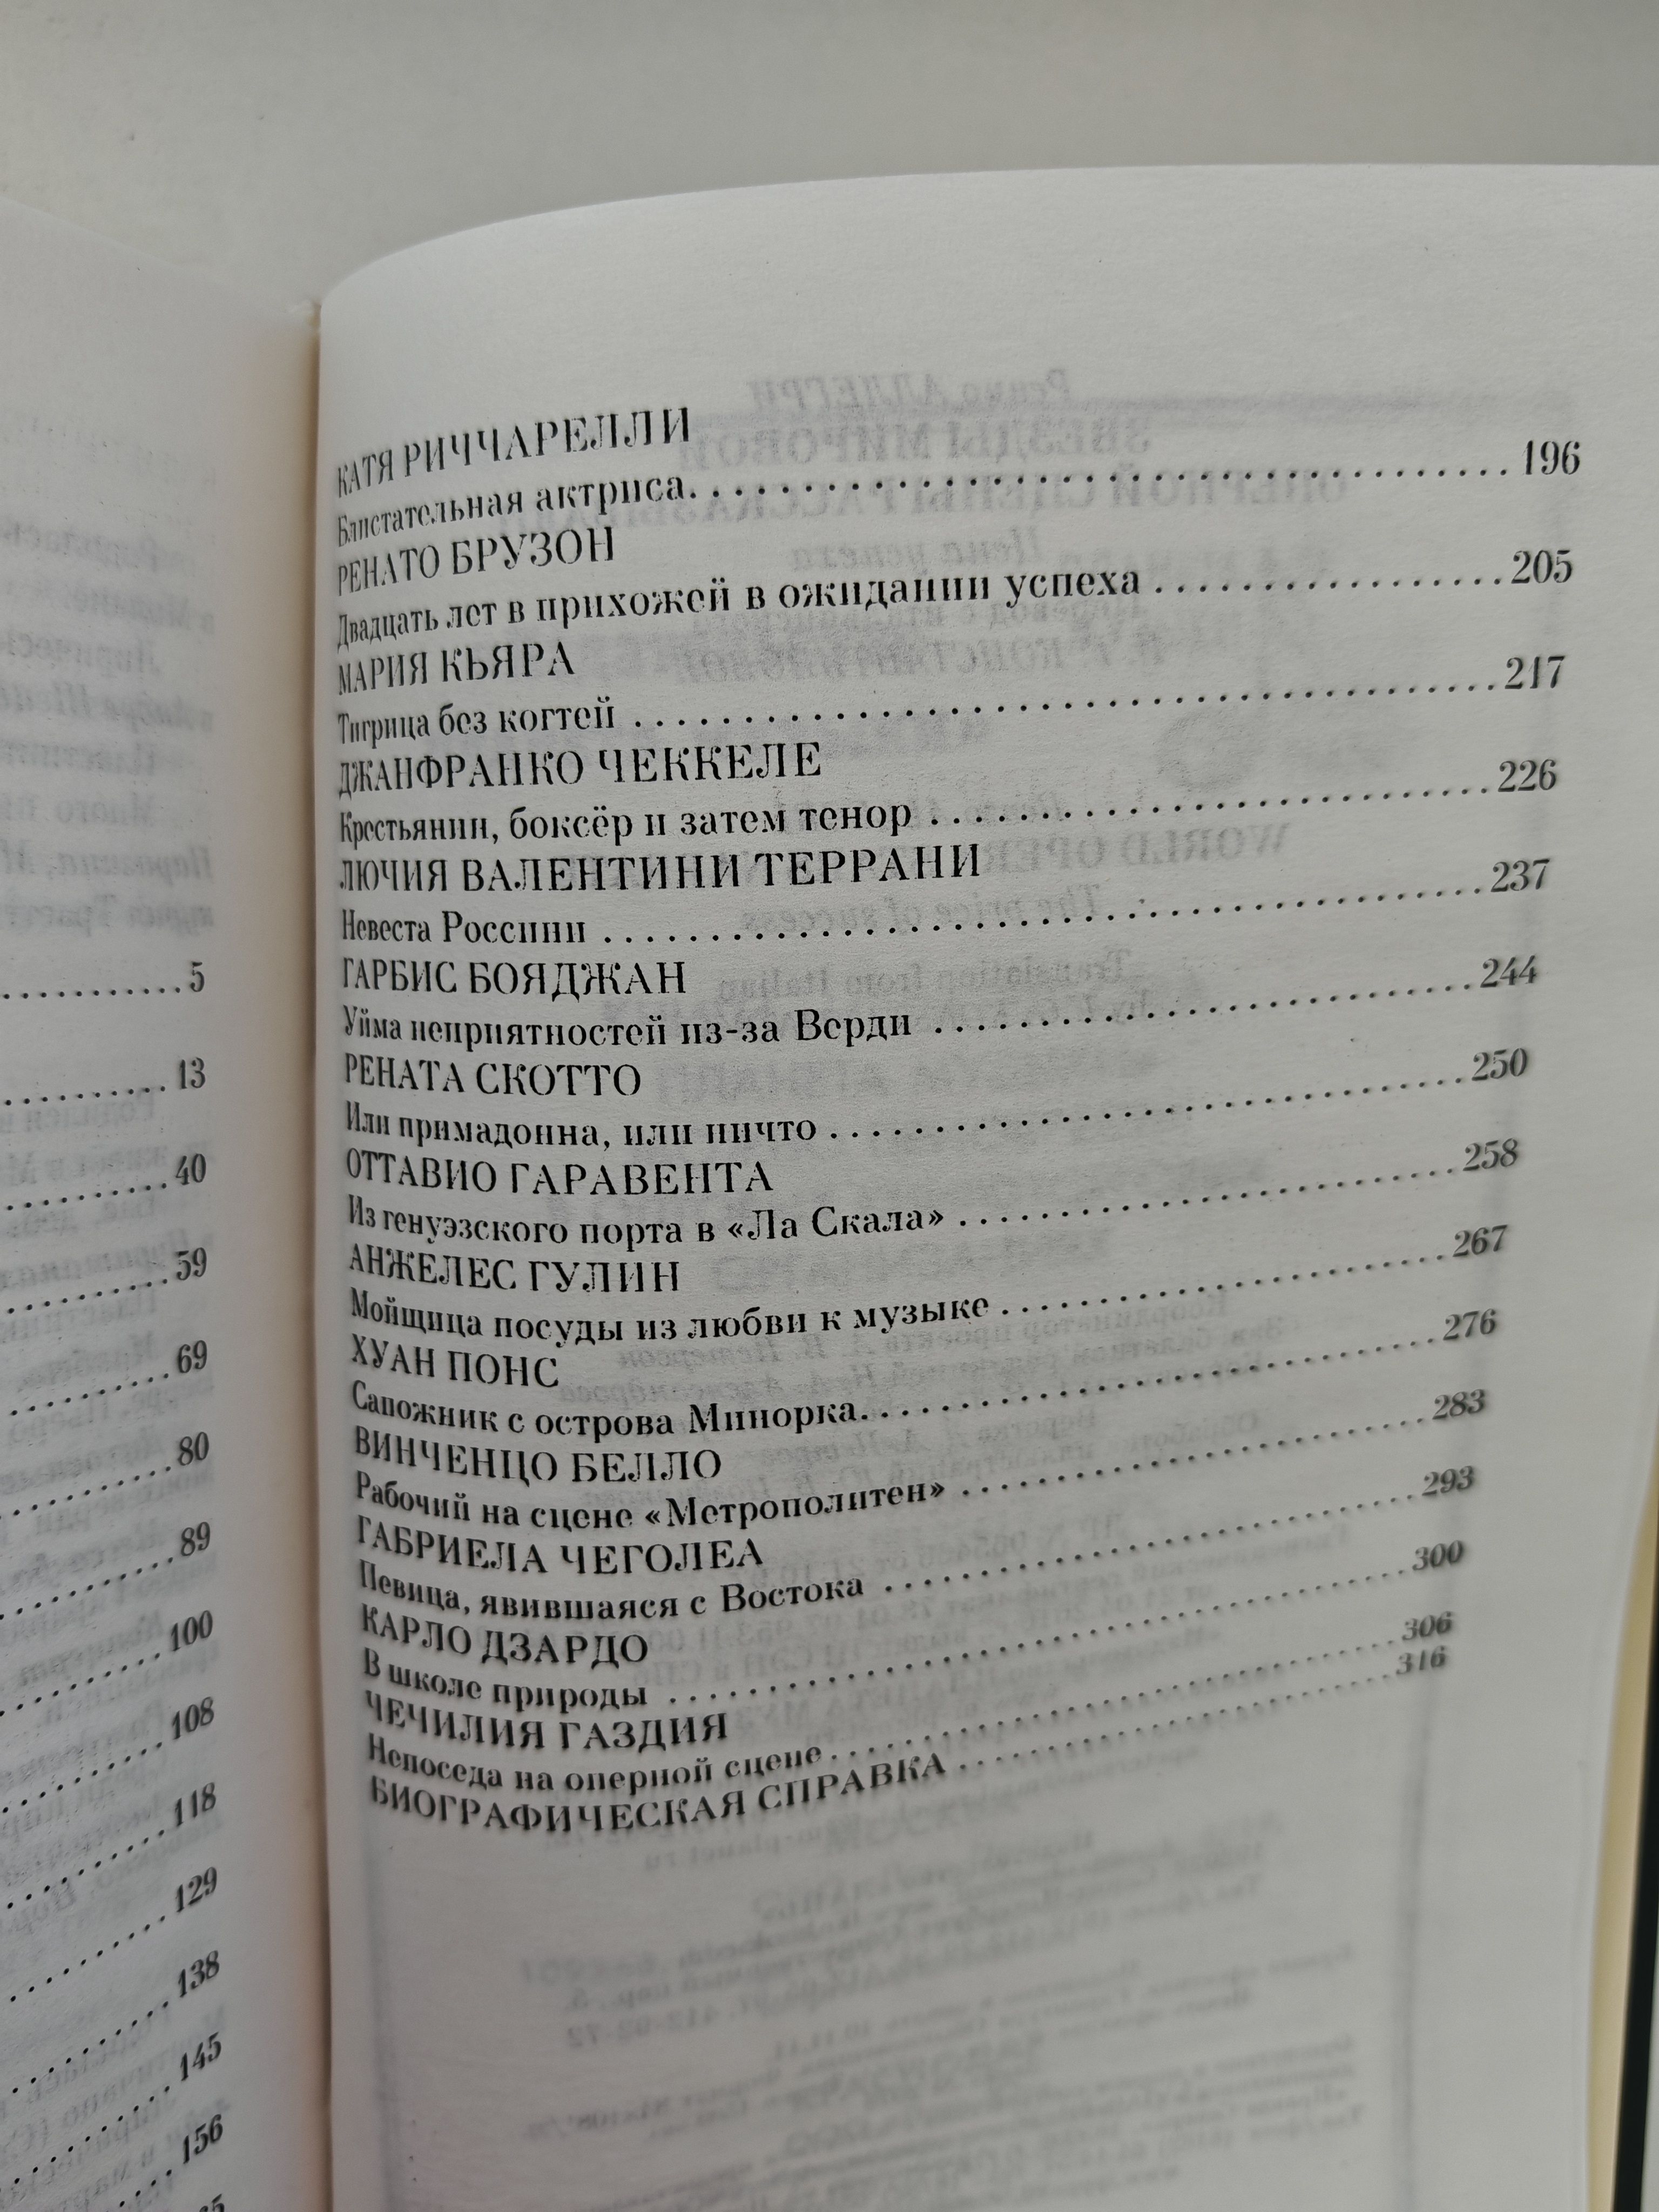 5
13
40
59
69
80
89
100
108
118
129
138
145
156
КАТЯ РИЧЧАРЕЛЛИ
Блистательная актриса. . . . . . . . . . . . . . . . . . . . . . . . . . . . . . 196
РЕНАТО БРУЗОН
Двадцать лет в прихожей в ожидании успеха . . . . . . . . . . . . . . 205
МАРИЯ КЬЯРА
Тигрица без когтей . . . . . . . . . . . . . . . . . . . . . . . . . . . . . . . . 217
ДЖАНФРАНКО ЧЕККЕЛЕ
Крестьянин, боксёр и затем тенор . . . . . . . . . . . . . . . . . . . . . 226
ЛЮЧИЯ ВАЛЕНТИНИ ТЕРРАНИ
Невеста Россиии . . . . . . . . . . . . . . . . . . . . . . . . . . . . . . . . . 237
ГАРБИС БОЯДЖАН
Уйма неприятностей из-за Верди . . . . . . . . . . . . . . . . . . . . . 244
РЕНАТА СКОТТО
Или примадонна, или ничто . . . . . . . . . . . . . . . . . . . . . . . . . 250
ОТТАВИО ГАРАВЕНТА
Из генуэзского порта в «Ла Скала» . . . . . . . . . . . . . . . . . . . . 258
АНЖЕЛЕС ГУЛИН
Мойщица посуды из любви к музыке . . . . . . . . . . . . . . . . . . 267
ХУАН ПОНС
Сапожник с острова Минорка. . . . . . . . . . . . . . . . . . . . . . . . 276
ВИНЧЕНЦО БЕЛЛО
Рабочий на сцене «Метрополитен» . . . . . . . . . . . . . . . . . . . 283
ГАБРИЕЛА ЧЕГОЛЕА
Певица, явившаяся с Востока . . . . . . . . . . . . . . . . . . . . . . . 293
КАРЛО ДЗАРДО
В школе природы . . . . . . . . . . . . . . . . . . . . . . . . . . . . . . . . 300
ЧЕЧИЛИЯ ГАЗДИЯ
Непоседа на оперной сцене. . . . . . . . . . . . . . . . . . . . . . . . . 306
БИОГРАФИЧЕСКАЯ СПРАВКА . . . . . . . . . . . . . . . . . . . . 316